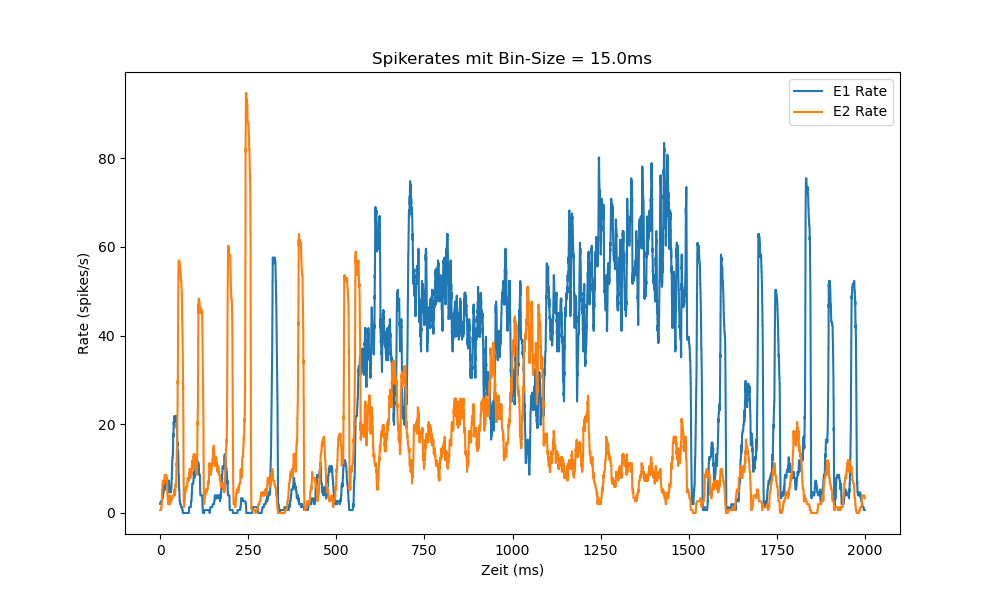 Spikerates mit Bin-Size = 15.0ms
E1 Rate
E2 Rate
Rate (spikes/s)
80
60
40
20
0
0 250 500 750 1000 1250 1500 1750 2000
Zeit (ms)